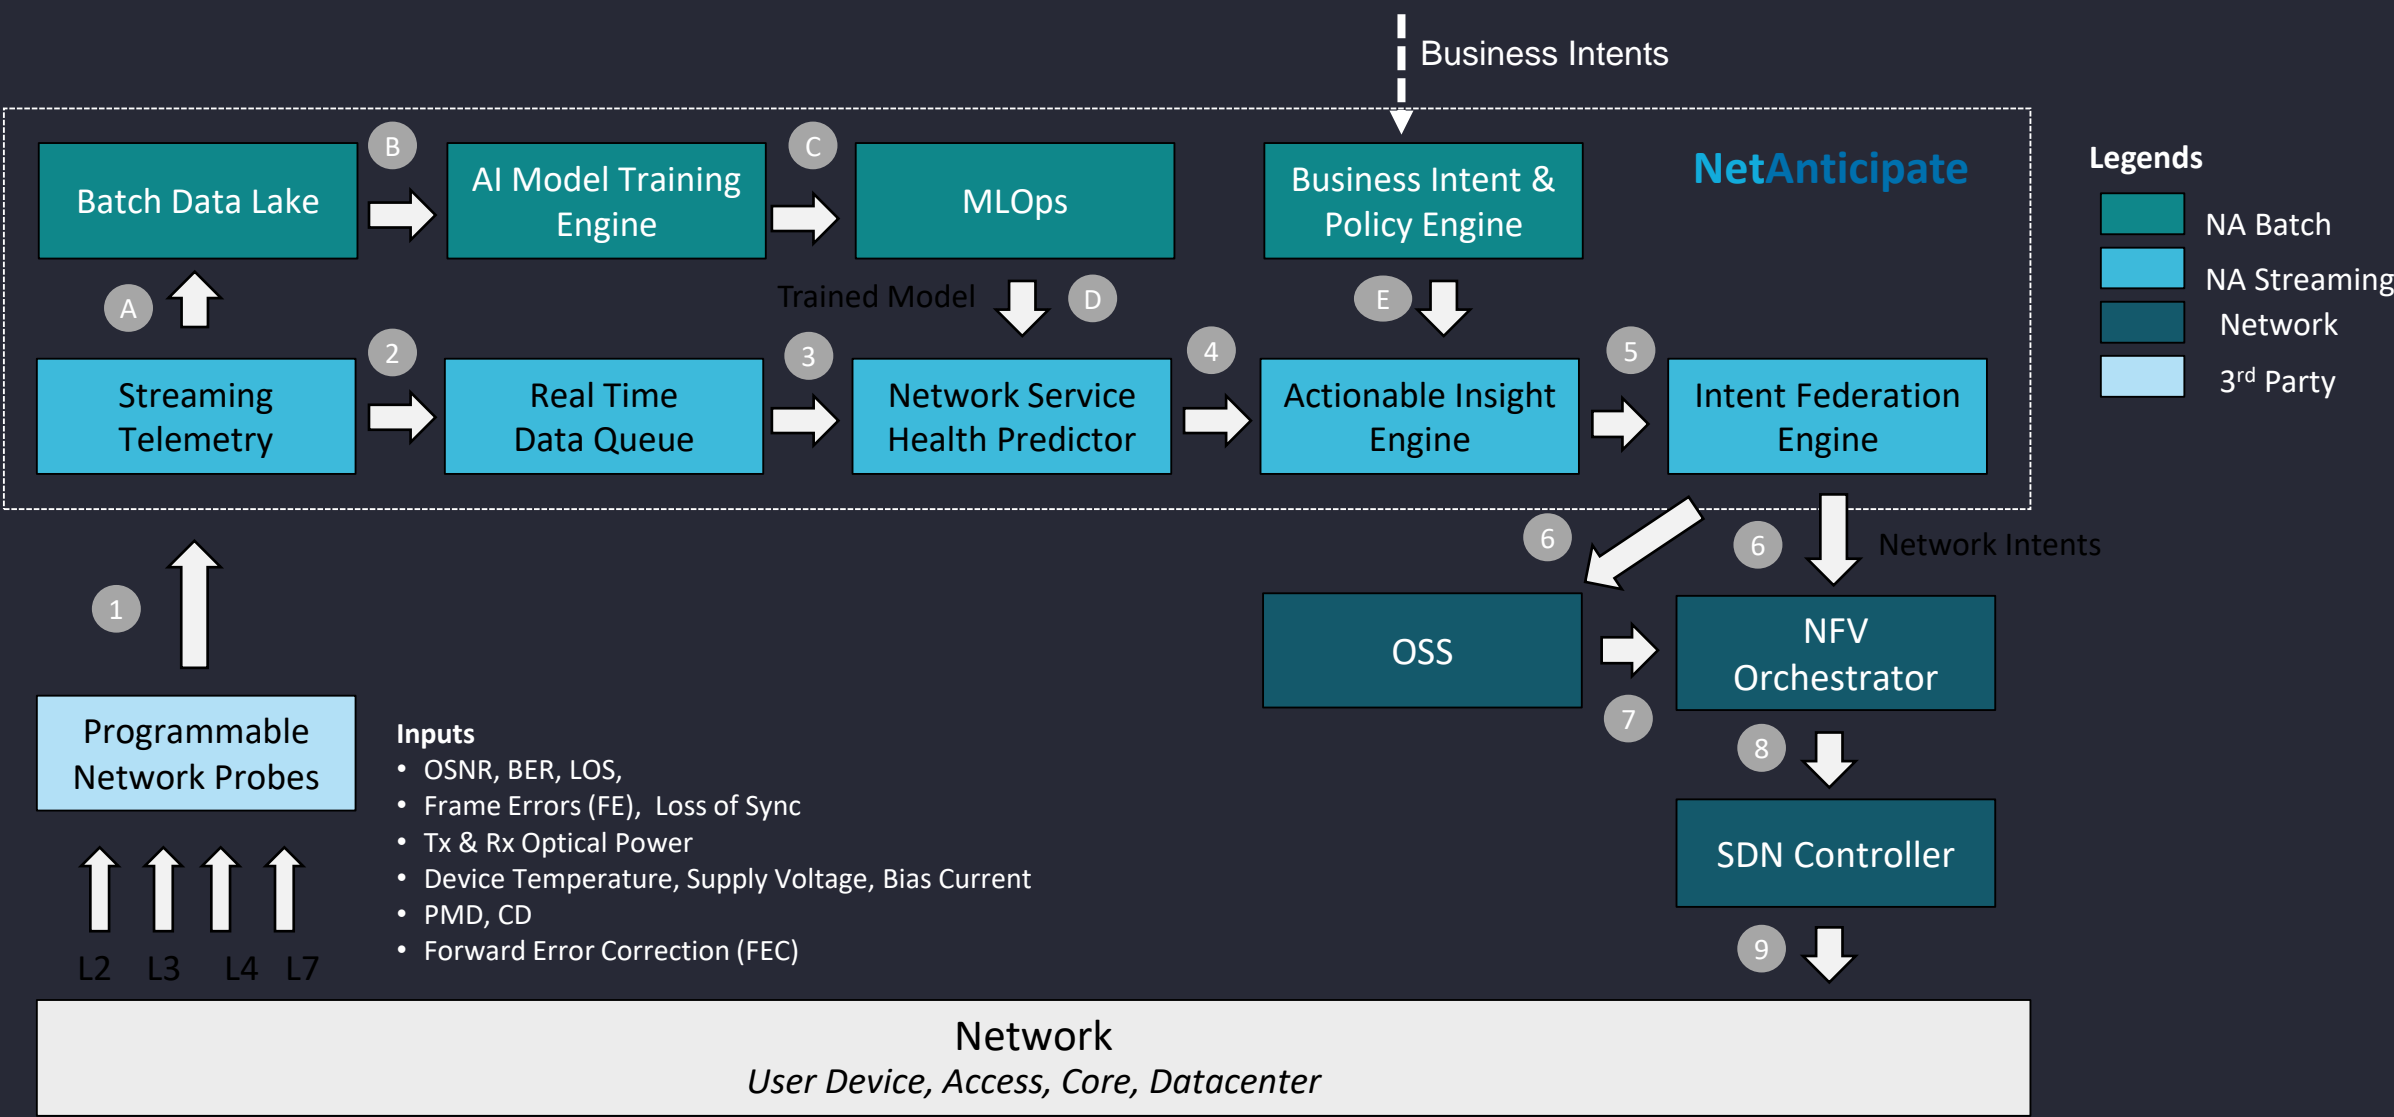 Business Intents
B
C
Batch Data Lake
AI Model Training
Engine
MLOps
Business Intent &
Policy Engine
NetAnticipate
Legends
NA Batch
NA Streaming
Network
3rd Party
A
Trained Model
D
E
2
3
4
5
Streaming
Telemetry
Real Time
Data Queue
Network Service
Health Predictor
Actionable Insight
Engine
Intent Federation
Engine
6
6
Network Intents
1
OSS
NFV
Orchestrator
7
8
Programmable
Network Probes
Inputs
• OSNR, BER, LOS,
• Frame Errors (FE), Loss of Sync
• Tx & Rx Optical Power
• Device Temperature, Supply Voltage, Bias Current
• PMD, CD
• Forward Error Correction (FEC)
SDN Controller
9
L2 L3 L4 L7
Network
User Device, Access, Core, Datacenter